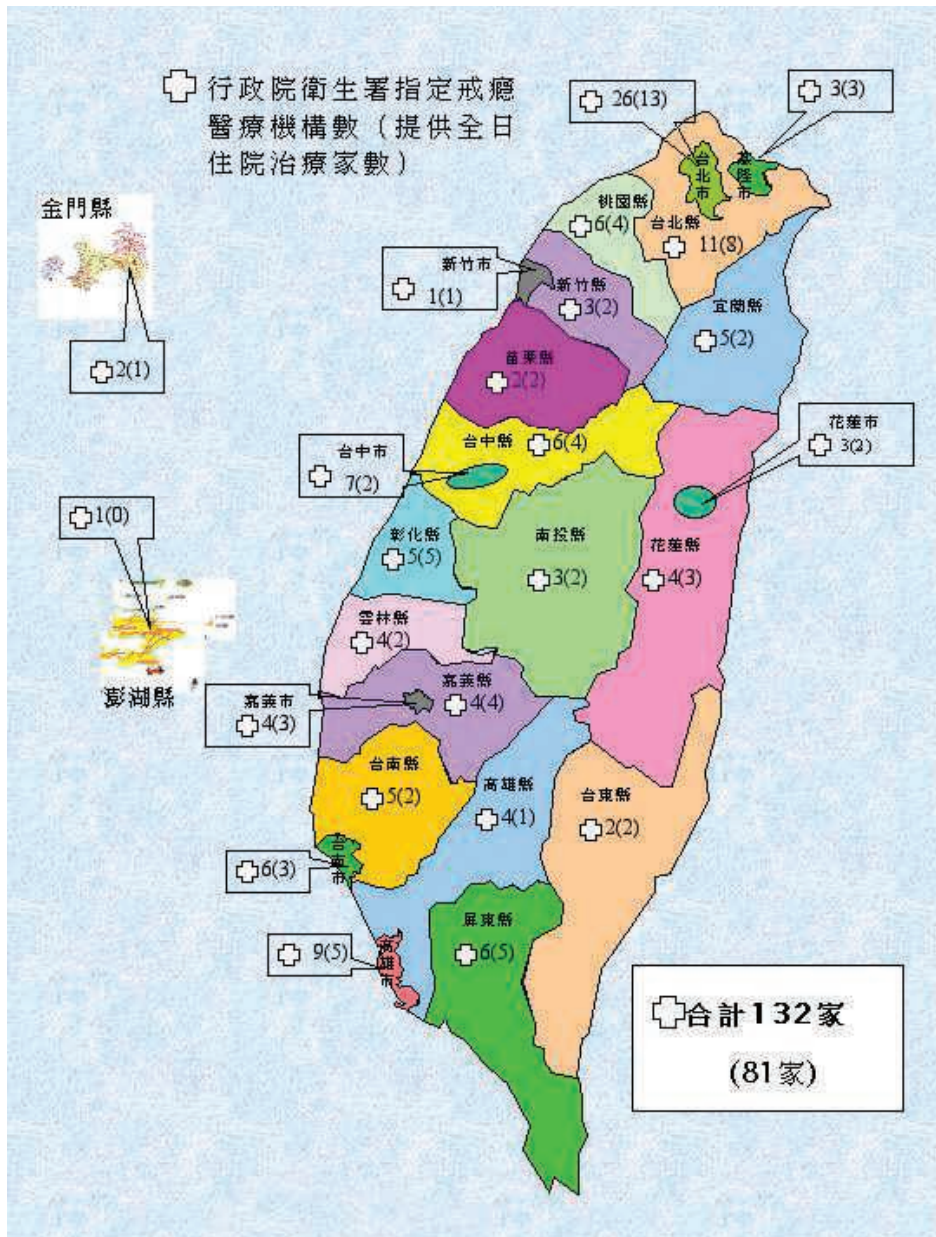 行政院衛生署指定戒癮
醫療機構數（提供全日
住院治療家數）
26(13)
3(3)
台北市
基隆市
金門縣
2(1)
桃園縣
6(4)
台北縣
11(8)
新竹市
1(1)
新竹縣
3(2)
宜蘭縣
5(2)
苗栗縣
2(2)
台中縣
6(4)
花蓮市
3(2)
台中市
7(2)
1(0)
澎湖縣
彰化縣
5(5)
南投縣
3(2)
花蓮縣
4(3)
雲林縣
4(2)
嘉義市
4(3)
嘉義縣
4(4)
台南縣
5(2)
高雄縣
4(1)
台東縣
2(2)
台南市
6(3)
9(5)
高雄市
屏東縣
6(5)
合計132家
(81家)